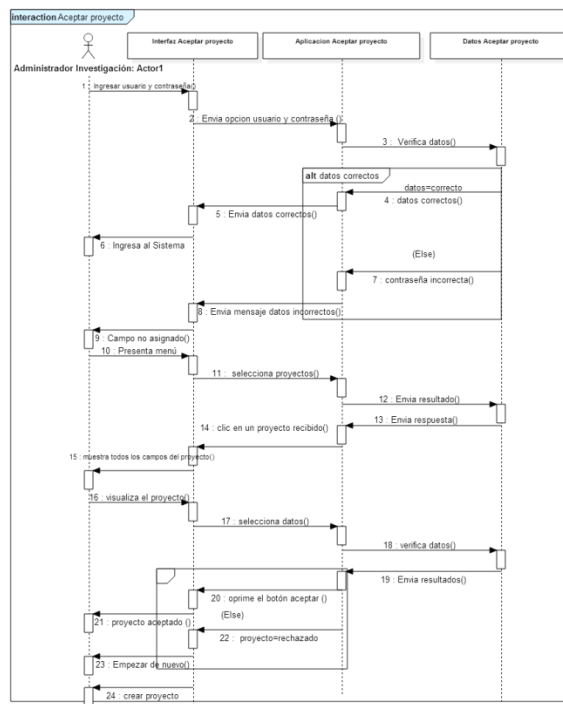 interaction Aceptar proyecto
Interfaz Aceptar proyecto
Aplicacion Aceptar proyecto
Datos Aceptar proyecto
Administrador Investigación: Actor1
1 : Ingresar usuario y contraseña()
2 : Envia opcion usuario y contraseña ()
3 : Verifica datos()
alt datos correctos
datos=correcto
4 : datos correctos()
5 : Envia datos correctos()
6 : Ingresa al Sistema
(Else)
7 : contraseña incorrecta()
8 : Envia mensaje datos incorrectos()
9 : Campo no asignado()
10 : Presenta menú
11 : selecciona proyectos()
12 : Envia resultado()
13 : Envia respuesta()
14 : clic en un proyecto recibido()
15 : muestra todos los campos del proyecto()
16 : visualiza el proyecto()
17 : selecciona datos()
18 : verifica datos()
19 : Envia resultados()
20 : oprime el botón aceptar ()
(Else)
21 : proyecto aceptado ()
22 : proyecto=rechazado
23 : Empezar de nuevo()
24 : crear proyecto